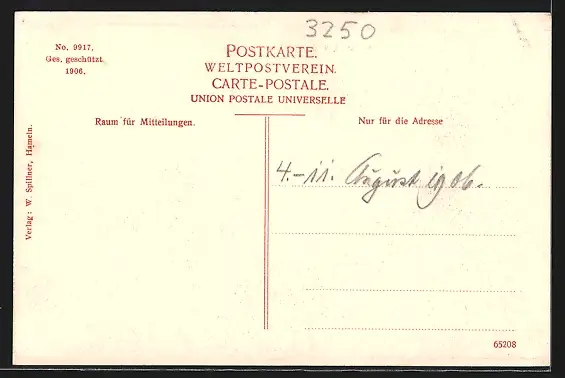 3250
No. 9917.
Ges. geschützt.
1906.
POSTKARTE.
WELTPOSTVEREIN.
CARTE-POSTALE.
UNION POSTALE UNIVERSELLE
Raum für Mitteilungen.
Nur für die Adresse
Verlag: W. Spillner, Hameln.
4.-11. August 1906.
65208